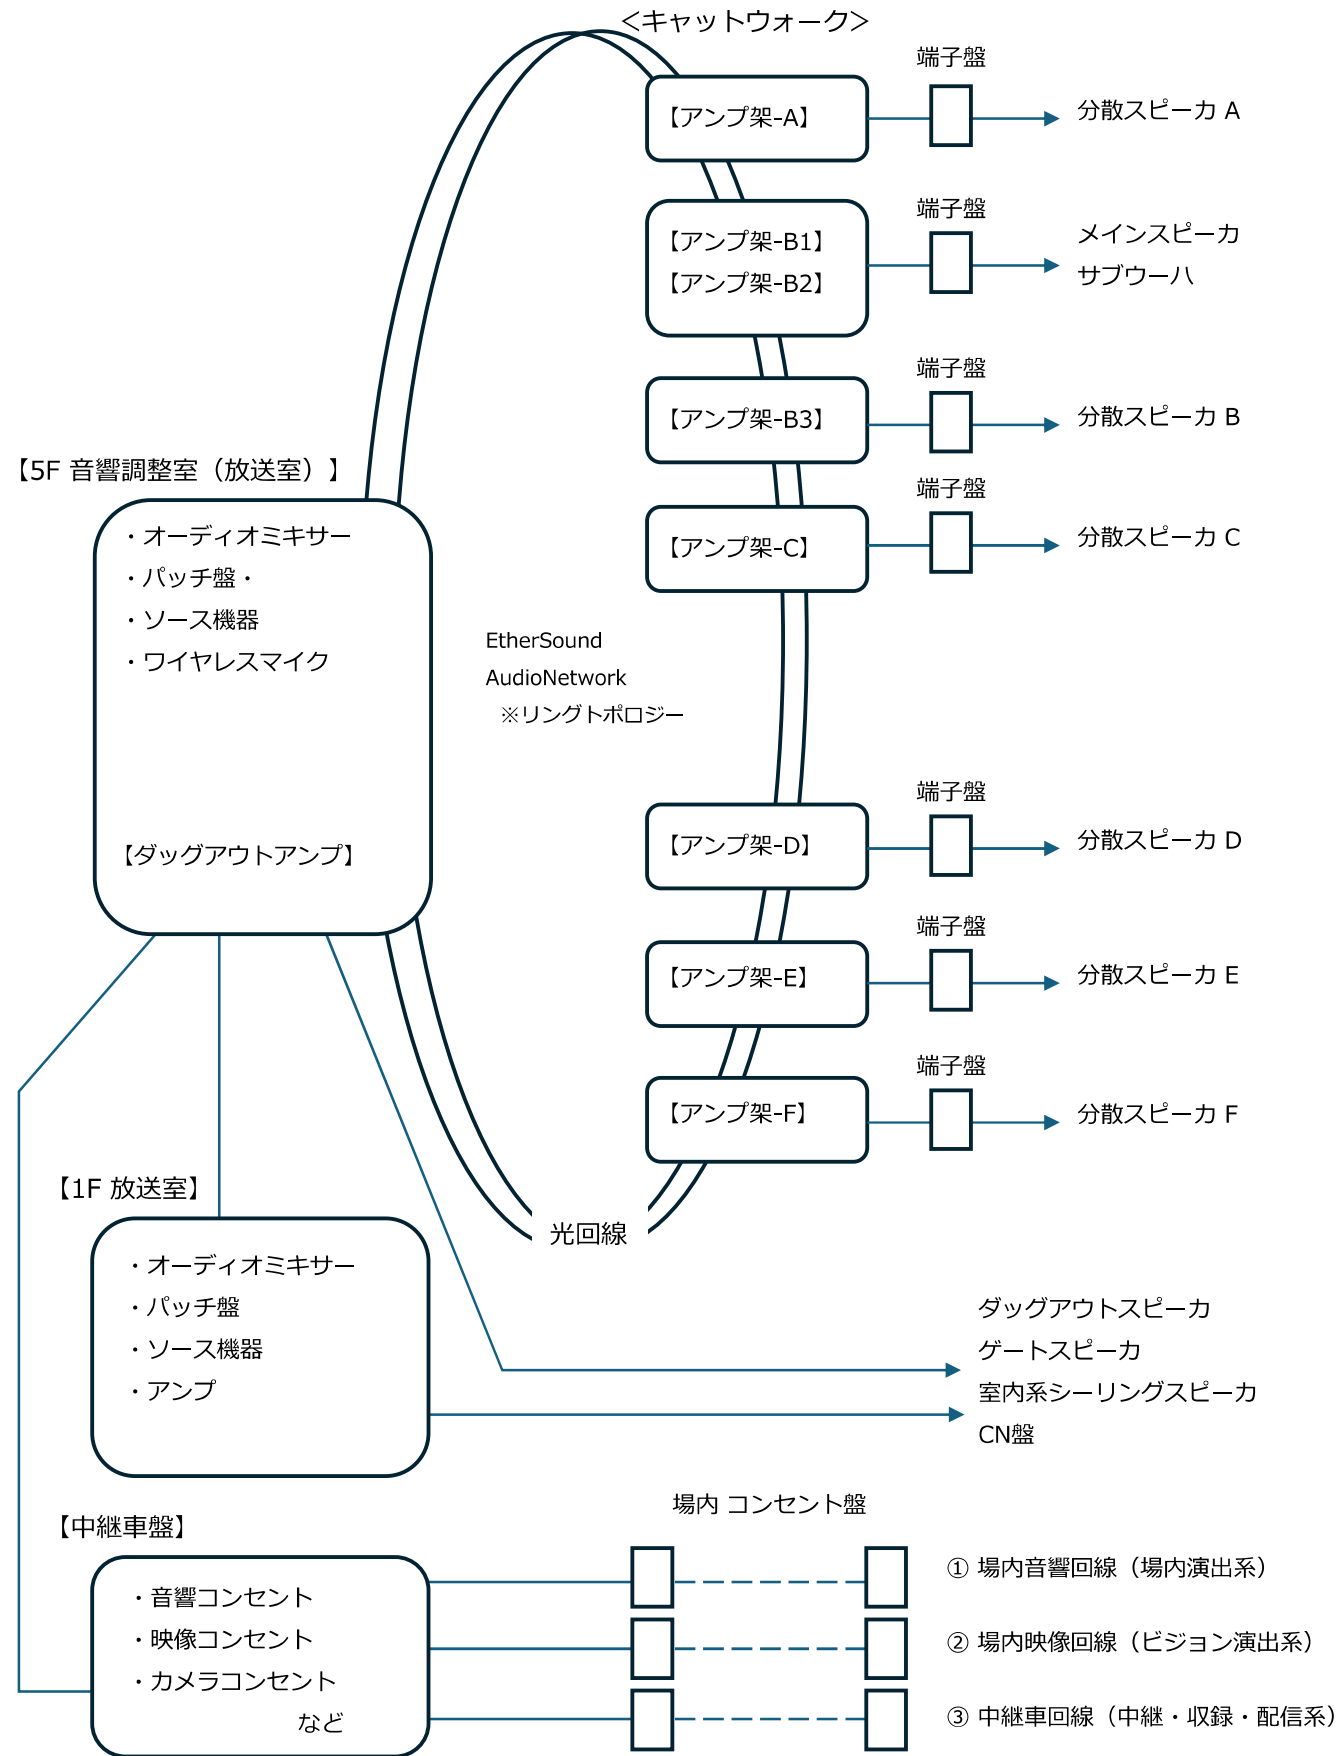 ＜キャットウォーク＞
端子盤
【アンプ架-A】
分散スピーカ A
端子盤
【アンプ架-B1】
【アンプ架-B2】
メインスピーカ
サブウーハ
端子盤
【アンプ架-B3】
分散スピーカ B
端子盤
【アンプ架-C】
分散スピーカ C
【5F 音響調整室（放送室）】
・オーディオミキサー
・パッチ盤・
・ソース機器
・ワイヤレスマイク
【ダッグアウトアンプ】
EtherSound
AudioNetwork
※リングトポロジー
端子盤
【アンプ架-D】
分散スピーカ D
端子盤
【アンプ架-E】
分散スピーカ E
端子盤
【アンプ架-F】
分散スピーカ F
光回線
【1F 放送室】
・オーディオミキサー
・パッチ盤
・ソース機器
・アンプ
ダッグアウトスピーカ
ゲートスピーカ
室内系シーリングスピーカ
CN盤
【中継車盤】
・音響コンセント
・映像コンセント
・カメラコンセント
など
場内 コンセント盤
① 場内音響回線（場内演出系）
② 場内映像回線（ビジョン演出系）
③ 中継車回線（中継・収録・配信系）